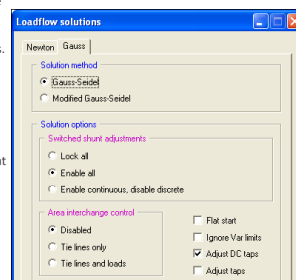 Loadflow solutions
Newton Gauss
Solution method
Gauss-Seidel
Modified Gauss-Seidel
Solution options
Switched shunt adjustments
Lock all
Enable all
Enable continuous, disable discrete
Area interchange control
Disabled
Tie lines only
Tie lines and loads
Flat start
Ignore Var limits
Adjust DC taps
Adjust taps